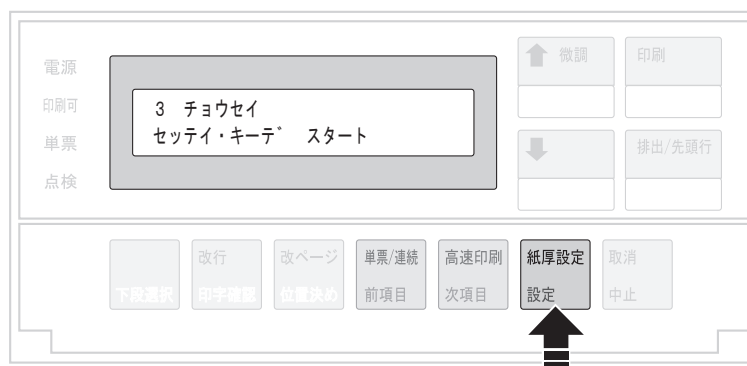 電源
印刷可
単票
点検
3 チョウセイ
セッテイ・キーデ スタート
微調
印刷
排出/先頭行
下段選択
改行
印字確認
改ページ
位置決め
単票/連続
前項目
高速印刷
次項目
紙厚設定
設定
取消
中止